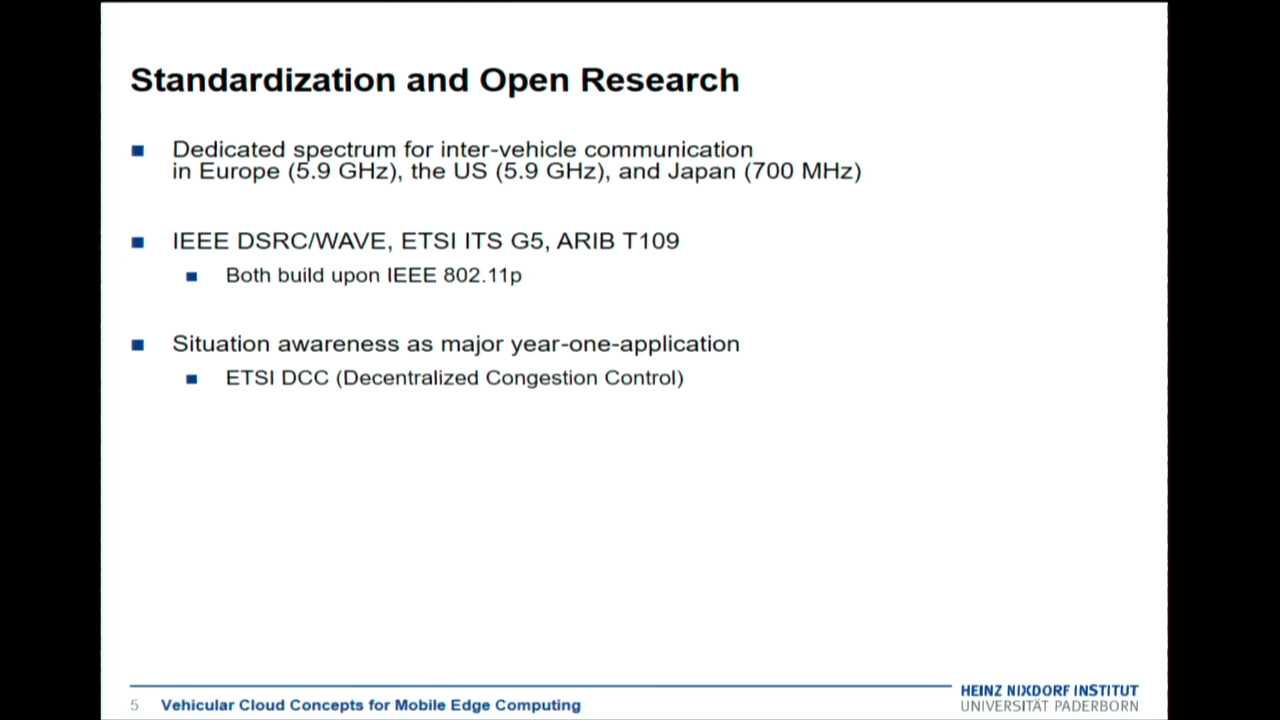 Standardization and Open Research
Dedicated spectrum for inter-vehicle communication
in Europe (5.9 GHz), the US (5.9 GHz), and Japan (700 MHz)
IEEE DSRC/WAVE, ETSI ITS G5, ARIB T109
Both build upon IEEE 802.11p
Situation awareness as major year-one-application
ETSI DCC (Decentralized Congestion Control)
5 Vehicular Cloud Concepts for Mobile Edge Computing
HEINZ NIXDORF INSTITUT
UNIVERSITÄT PADERBORN